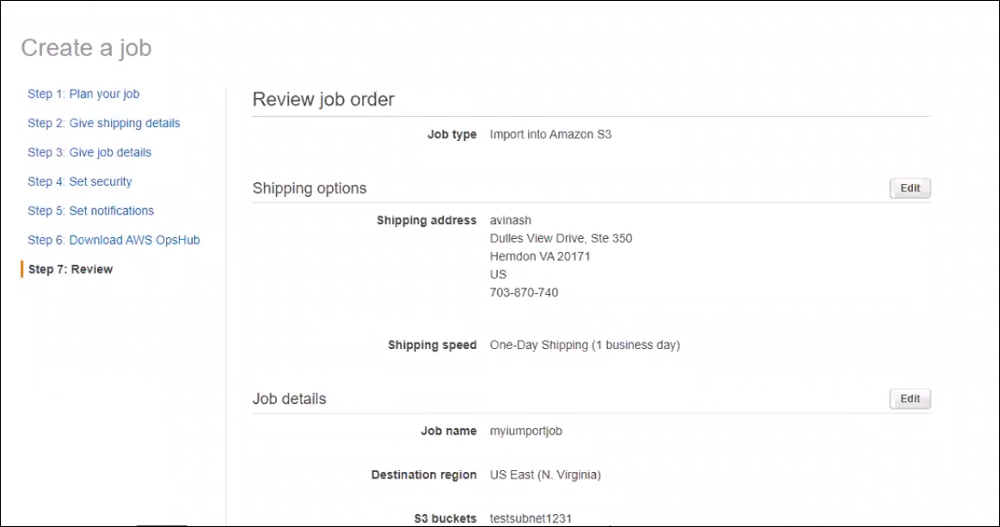 Create a job
Step 1: Plan your job
Step 2: Give shipping details
Step 3: Give job details
Step 4: Set security
Step 5: Set notifications
Step 6: Download AWS OpsHub
Step 7: Review
Review job order
Job type Import into Amazon S3
Shipping options Edit
Shipping address avinash
Dulles View Drive, Ste 350
Herndon VA 20171
US
703-870-740
Shipping speed One-Day Shipping (1 business day)
Job details Edit
Job name myiumportjob
Destination region US East (N. Virginia)
S3 buckets testsubnet1231